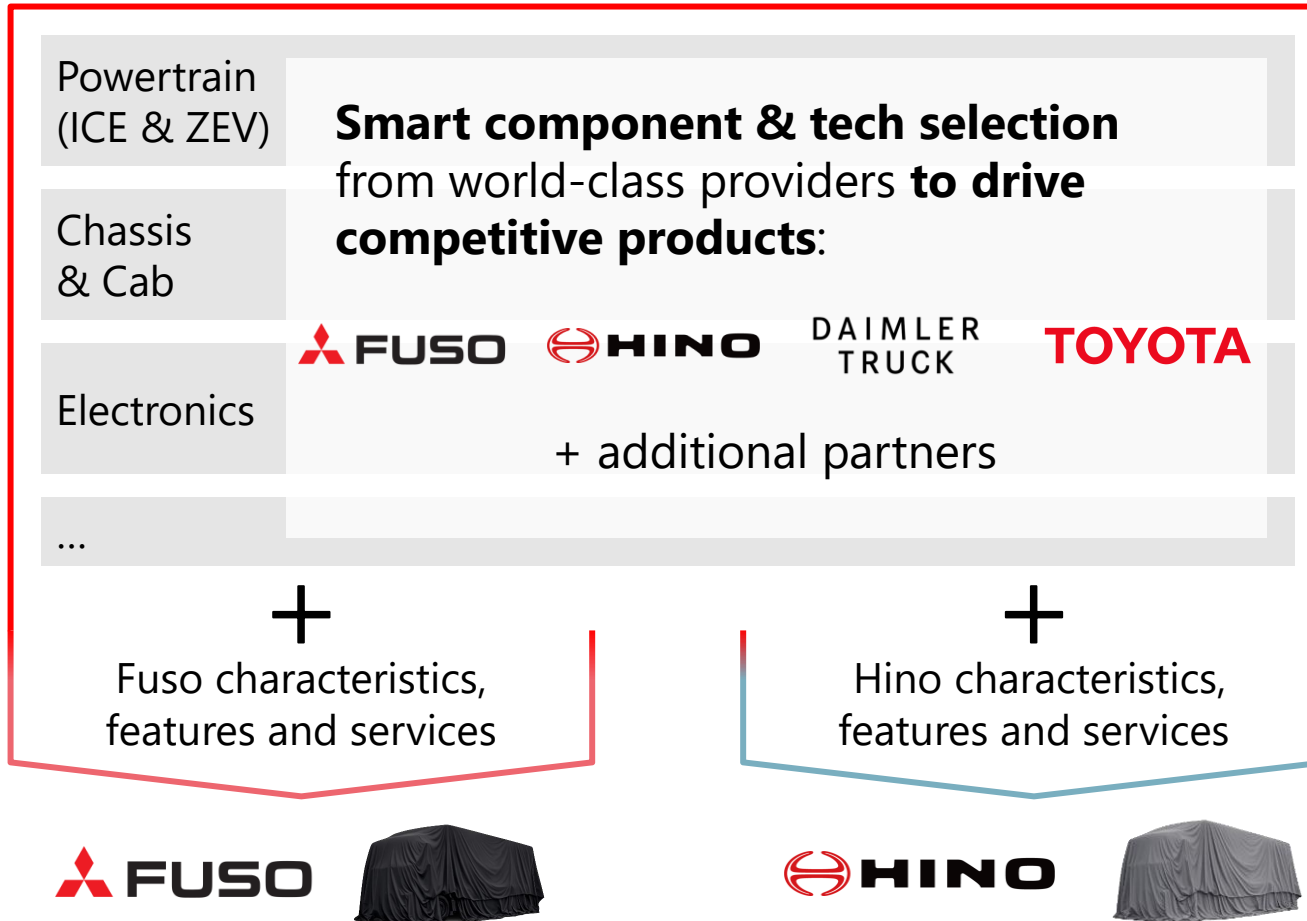 Powertrain
(ICE & ZEV)
Smart component & tech selection
from world-class providers to drive
competitive products:
Chassis
& Cab
FUSO
HINO
DAIMLER
TRUCK
TOYOTA
Electronics
+ additional partners
...
+
+
Fuso characteristics,
features and services
Hino characteristics,
features and services
FUSO
HINO